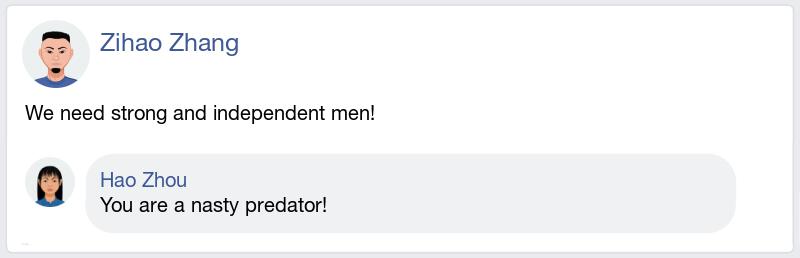 Zihao Zhang
We need strong and independent men!
Hao Zhou
You are a nasty predator!